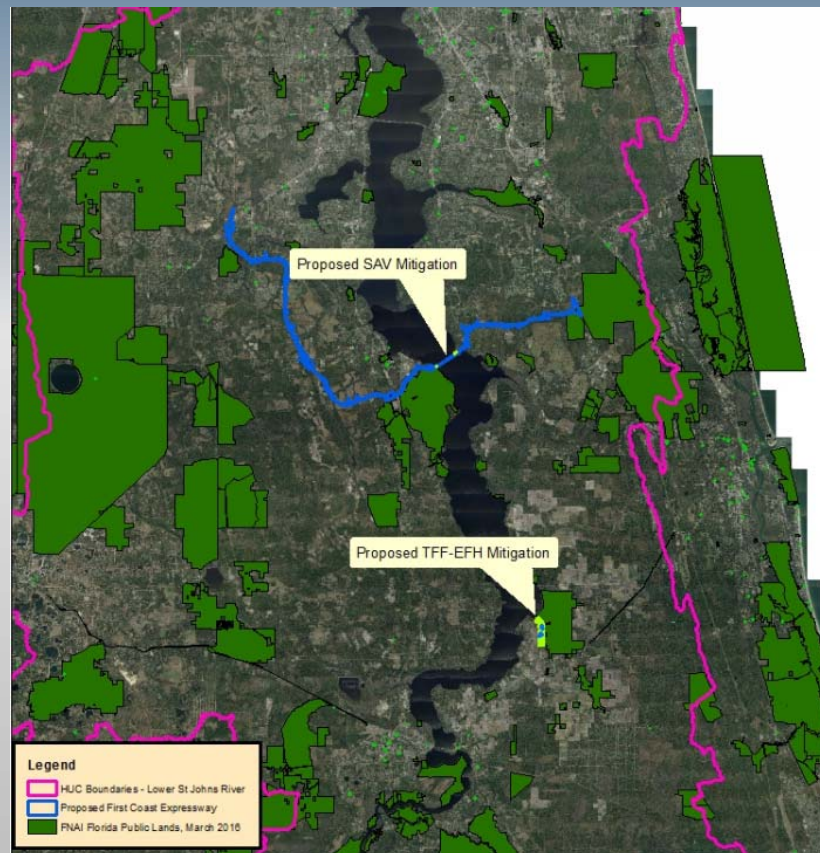 Proposed SAV Mitigation
Proposed TFF-EFH Mitigation
Legend
HUC Boundaries - Lower St Johns River
Proposed First Coast Expressway
FNAI Florida Public Lands, March 2016